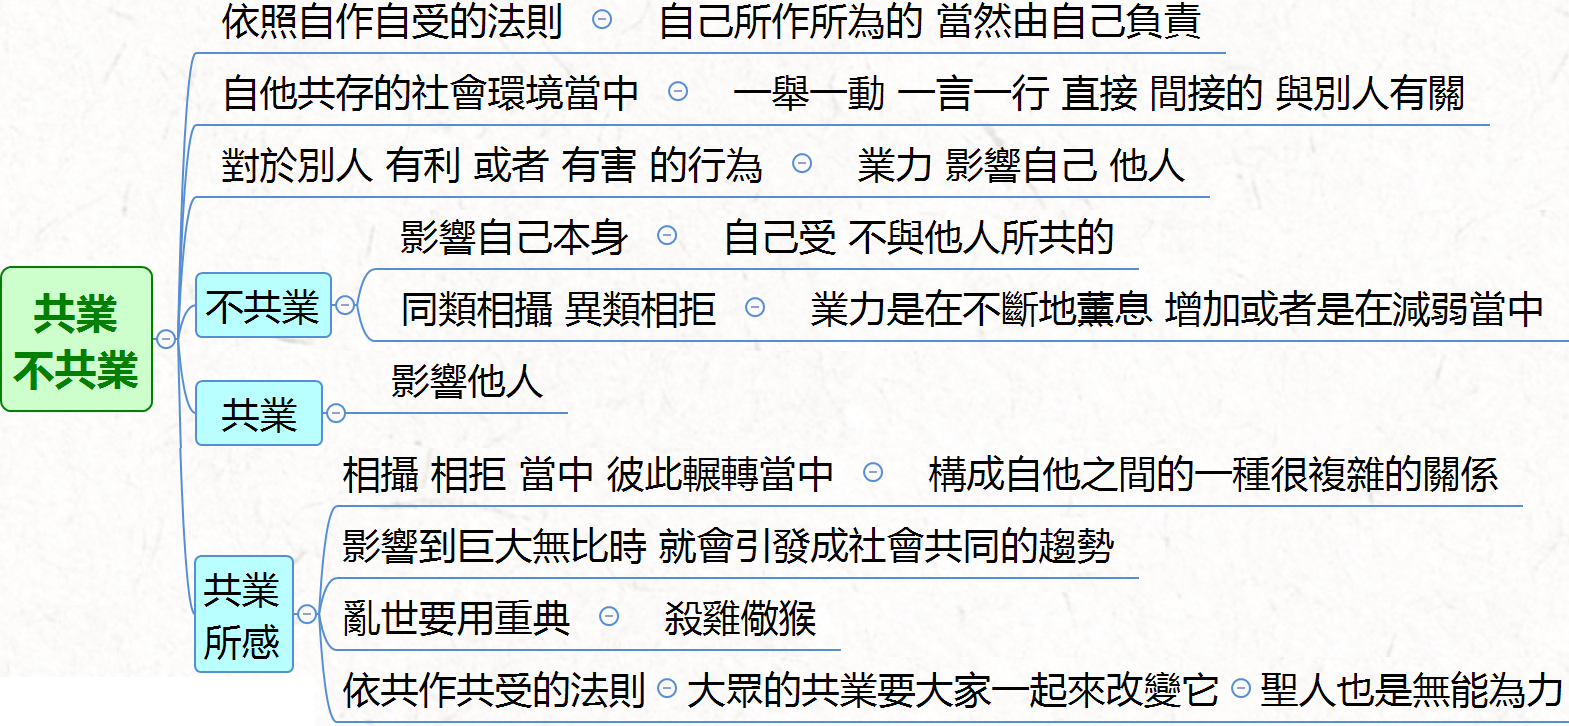 依照自作自受的法則 自己所作所為的 當然由自己負責
自他共存的社會環境當中 一舉一動 一言一行 直接 間接的 與別人有關
對於別人 有利 或者 有害 的行為 業力 影響自己 他人
共業
不共業
不共業
影響自己本身 自己受 不與他人所共的
同類相攝 異類相拒 業力是在不斷地薰息 增加或者是在減弱當中
共業
影響他人
共業
所感
相攝 相拒 當中 彼此輾轉當中 構成自他之間的一種很複雜的關係
影響到巨大無比時 就會引發成社會共同的趨勢
亂世要用重典 殺雞儆猴
依共作共受的法則 大眾的共業要大家一起來改變它 聖人也是無能為力